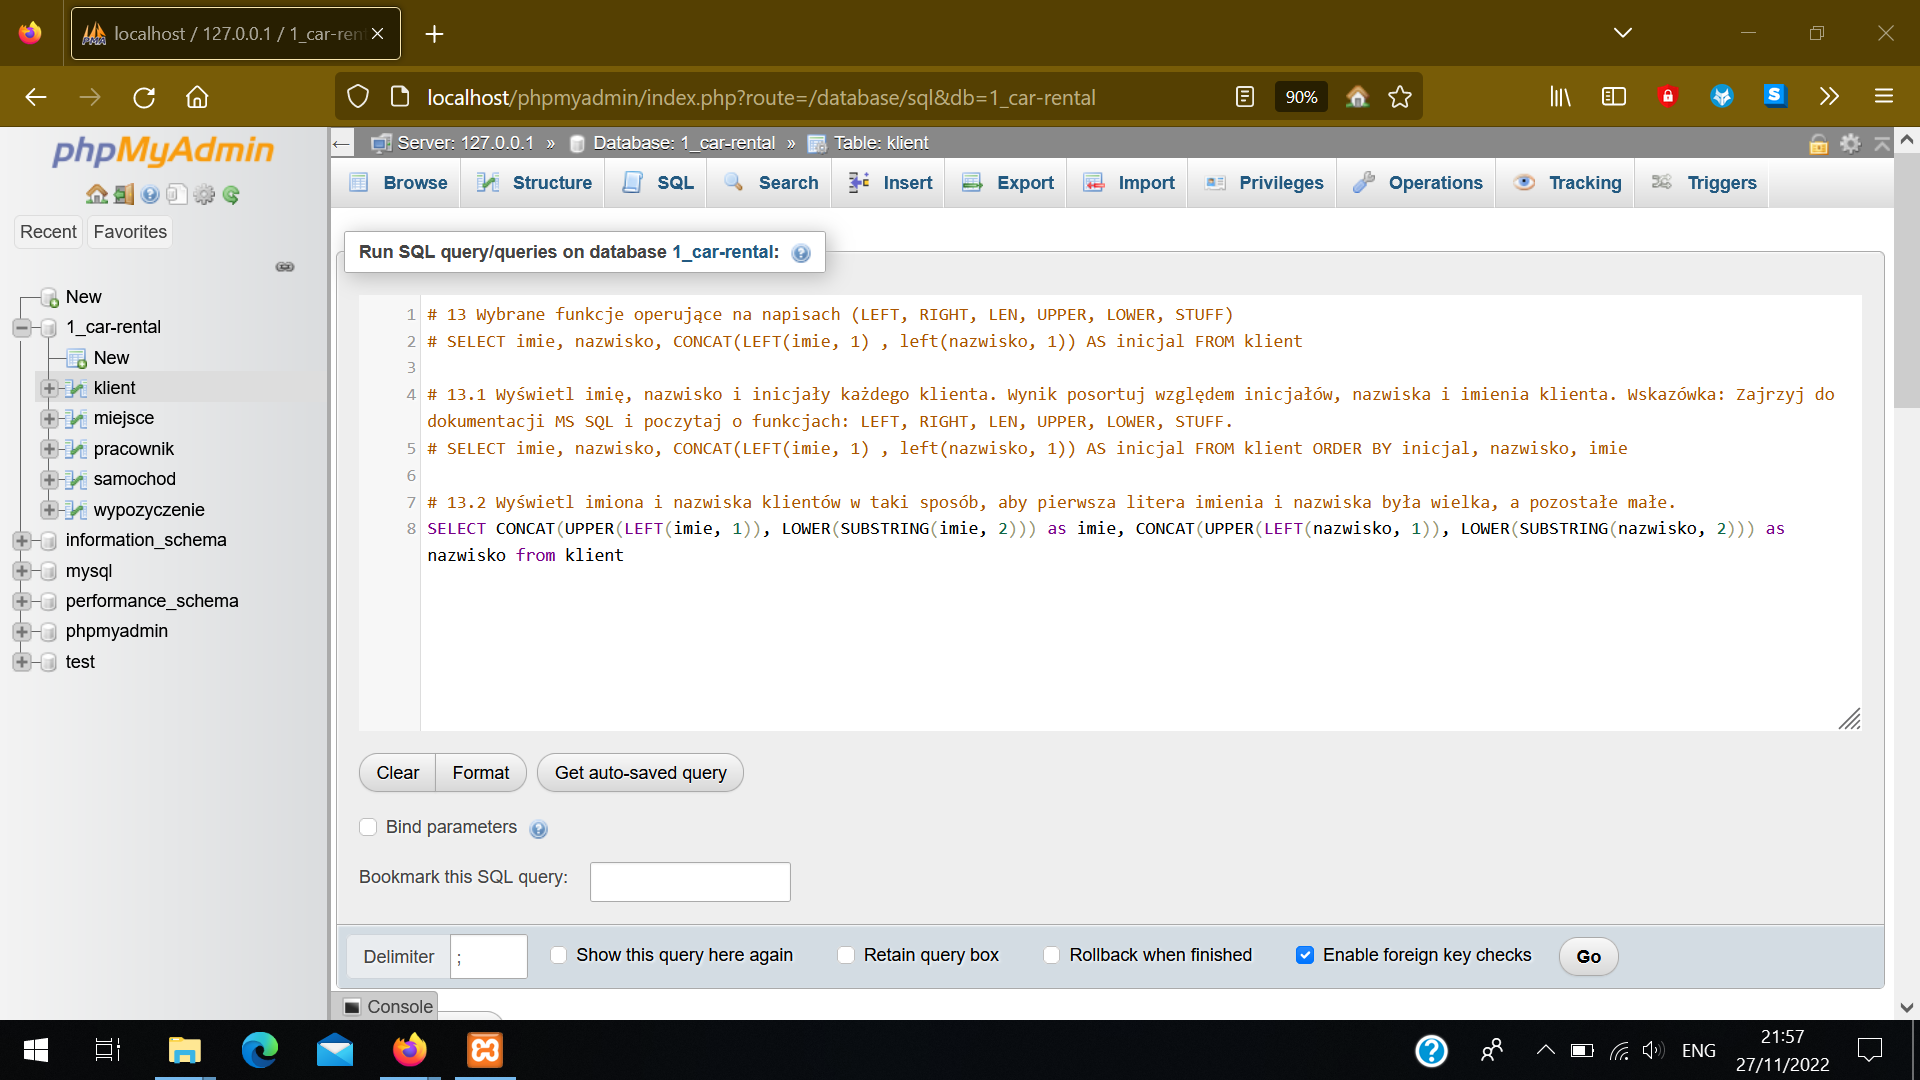 localhost / 127.0.0.1 / 1_car-ren
localhost/phpmyadmin/index.php?route=/database/sql&db=1_car-rental
90%
phpMyAdmin
Recent
Favorites
New
1_car-rental
New
klient
miejsce
pracownik
samochod
wypozyczenie
information_schema
mysql
performance_schema
phpmyadmin
test
Server: 127.0.0.1 » Database: 1_car-rental » Table: klient
Browse
Structure
SQL
Search
Insert
Export
Import
Privileges
Operations
Tracking
Triggers
Run SQL query/queries on database 1_car-rental:
1 # 13 Wybrane funkcje operujące na napisach (LEFT, RIGHT, LEN, UPPER, LOWER, STUFF)
2 # SELECT imie, nazwisko, CONCAT(LEFT(imie, 1) , left(nazwisko, 1)) AS inicjal FROM klient
3
4 # 13.1 Wyświetl imię, nazwisko i inicjały każdego klienta. Wynik posortuj względem inicjałów, nazwiska i imienia klienta. Wskazówka: Zajrzyj do
dokumentacji MS SQL i poczytaj o funkcjach: LEFT, RIGHT, LEN, UPPER, LOWER, STUFF.
5 # SELECT imie, nazwisko, CONCAT(LEFT(imie, 1) , left(nazwisko, 1)) AS inicjal FROM klient ORDER BY inicjal, nazwisko, imie
6
7 # 13.2 Wyświetl imiona i nazwiska klientów w taki sposób, aby pierwsza litera imienia i nazwiska była wielka, a pozostałe małe.
8 SELECT CONCAT(UPPER(LEFT(imie, 1)), LOWER(SUBSTRING(imie, 2))) as imie, CONCAT(UPPER(LEFT(nazwisko, 1)), LOWER(SUBSTRING(nazwisko, 2))) as
nazwisko from klient
Clear
Format
Get auto-saved query
Bind parameters
Bookmark this SQL query:
Delimiter
;
Show this query here again
Retain query box
Rollback when finished
Enable foreign key checks
Go
Console
ENG
21:57
27/11/2022